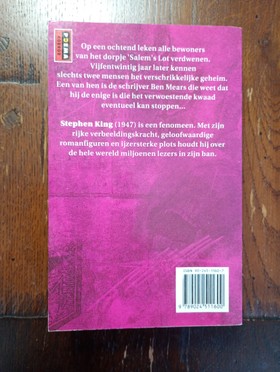 POEMA
POCKET
Op een ochtend leken alle bewoners
van het dorpje 'Salem's Lot verdwenen.
Vijfentwintig jaar later kennen
slechts twee mensen het verschrikkelijke geheim.
Een van hen is de schrijver Ben Mears die weet dat
hij de enige is die het verwoestende kwaad
eventueel kan stoppen...
Stephen King (1947) is een fenomeen. Met zijn
rijke verbeeldingskracht, geloofwaardige
romanfiguren en ijzersterke plots houdt hij over
de hele wereld miljoenen lezers in zijn ban.